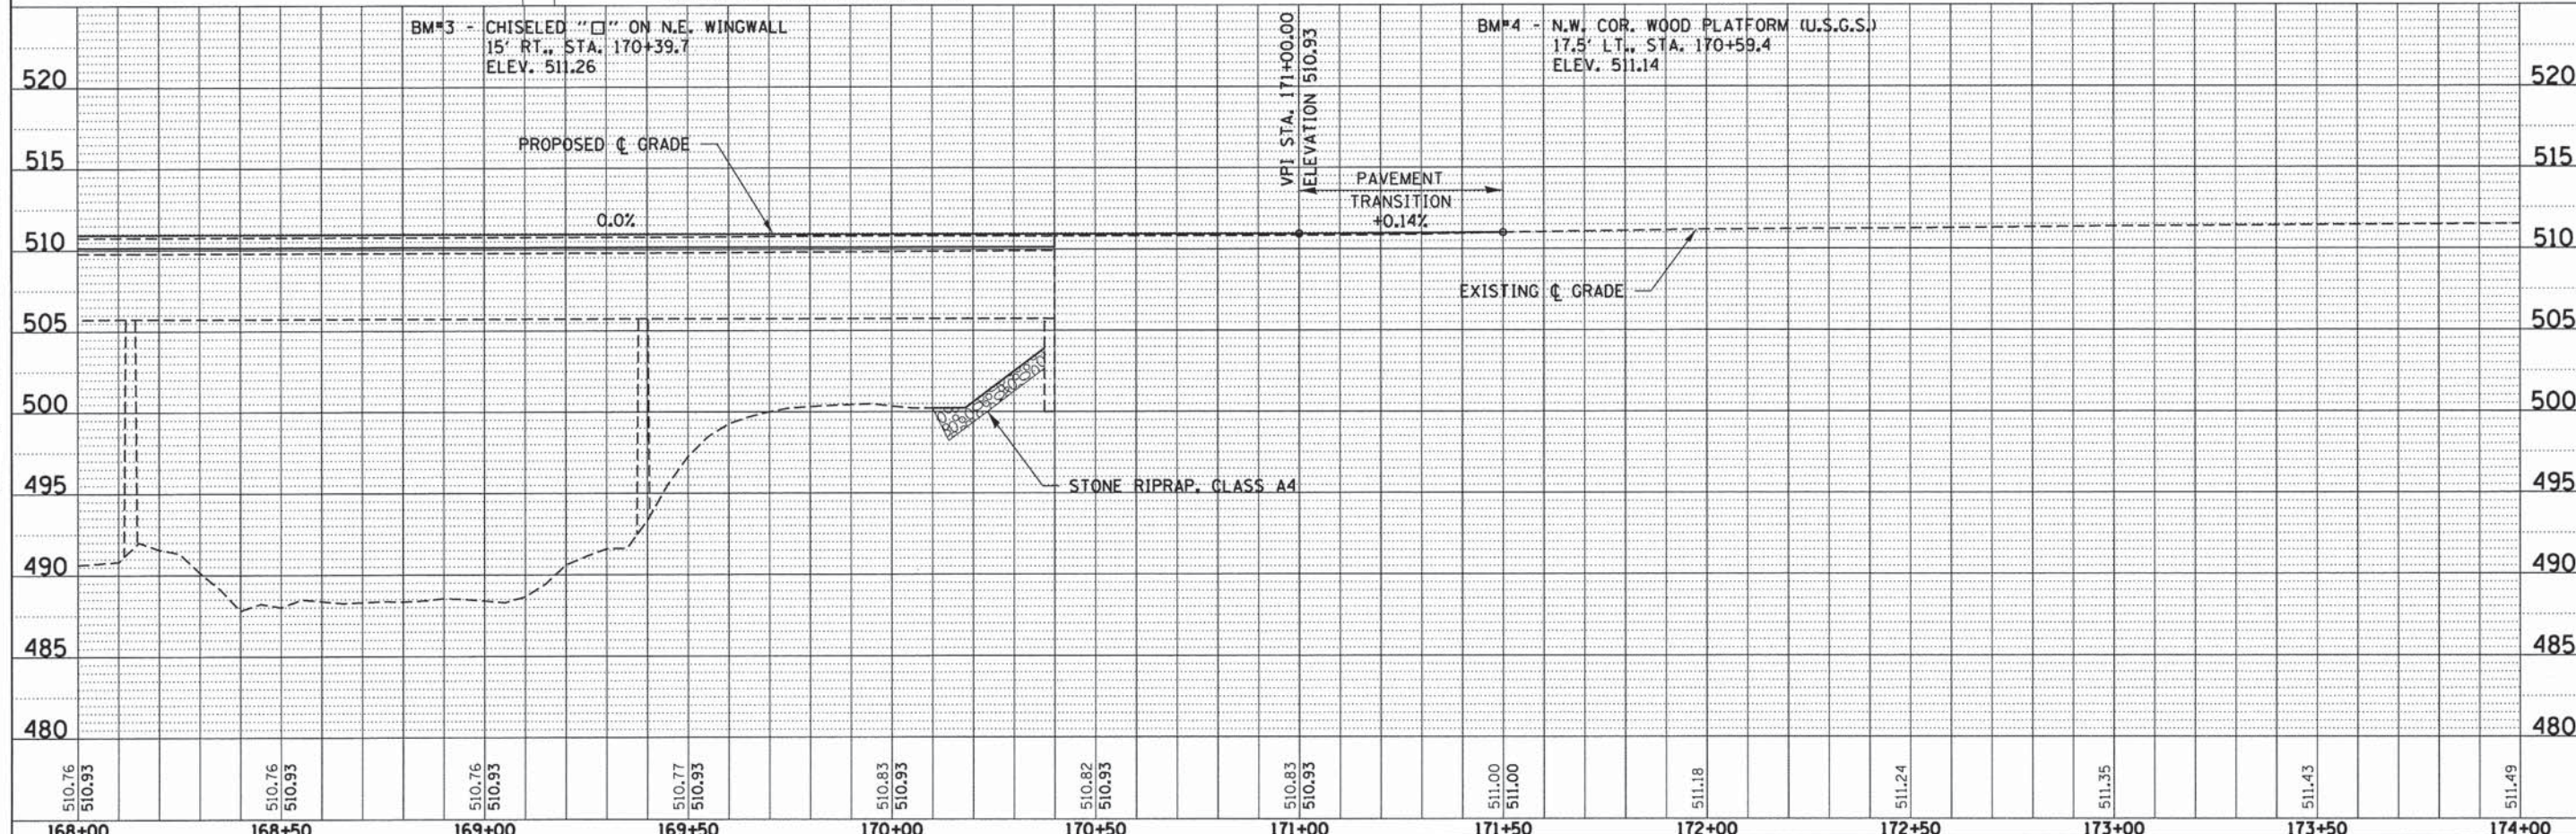 BM#3 - CHISELED "□" ON N.E. WINGWALL
15' RT., STA. 170+39.7
ELEV. 511.26
BM#4 - N.W. COR. WOOD PLATFORM (U.S.G.S.)
17.5' LT., STA. 170+59.4
ELEV. 511.14
VPI STA. 171+00.00
ELEVATION 510.93
520 520
PROPOSED ℄ GRADE
515 515
PAVEMENT
TRANSITION
0.0% +0.14%
510 510
EXISTING ℄ GRADE
505 505
500 500
STONE RIPRAP, CLASS A4
495 495
490 490
485 485
480 480
510.76 510.76 510.76 510.77 510.83 510.82 510.83 511.00 511.18 511.24 511.35 511.43 511.49
510.93 510.93 510.93 510.93 510.93 510.93 510.93 511.00
168+00 168+50 169+00 169+50 170+00 170+50 171+00 171+50 172+00 172+50 173+00 173+50 174+00